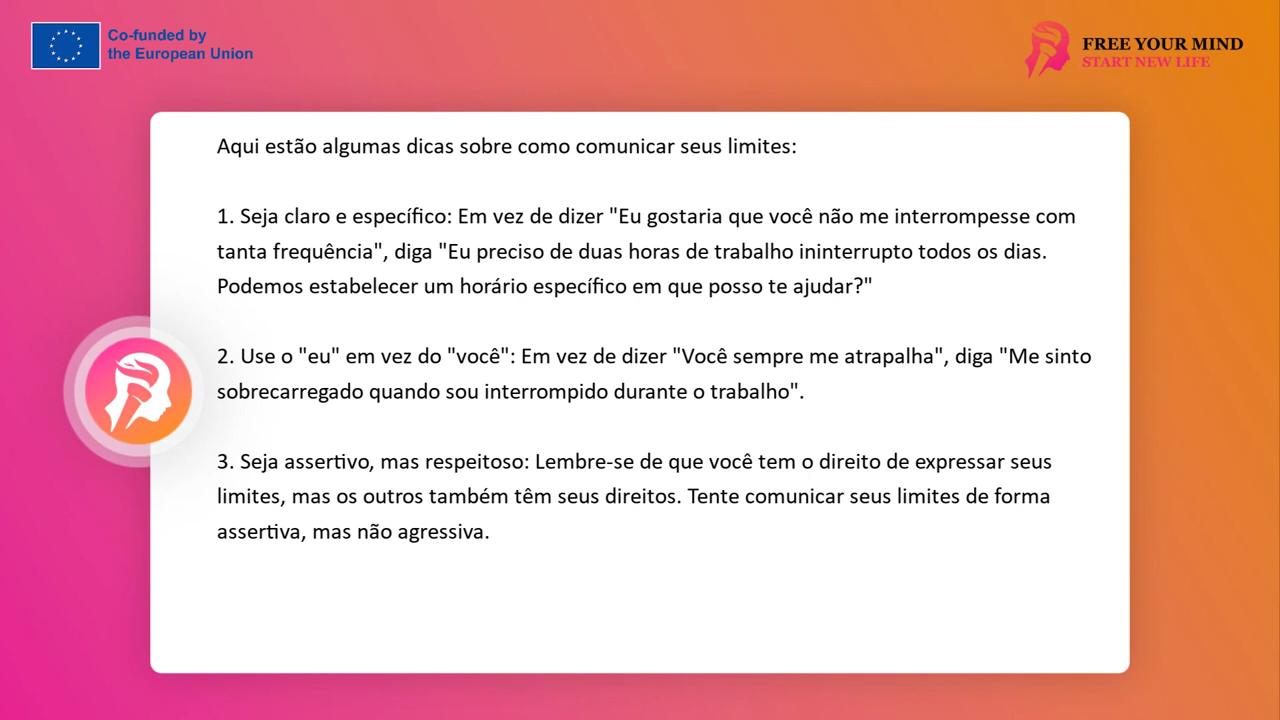 Co-funded by
the European Union
FREE YOUR MIND
START NEW LIFE
Aqui estão algumas dicas sobre como comunicar seus limites:
1. Seja claro e específico: Em vez de dizer "Eu gostaria que você não me interrompesse com
tanta frequência", diga "Eu preciso de duas horas de trabalho ininterrupto todos os dias.
Podemos estabelecer um horário específico em que posso te ajudar?"
2. Use o "eu" em vez do "você": Em vez de dizer "Você sempre me atrapalha", diga "Me sinto
sobrecarregado quando sou interrompido durante o trabalho".
3. Seja assertivo, mas respeitoso: Lembre-se de que você tem o direito de expressar seus
limites, mas os outros também têm seus direitos. Tente comunicar seus limites de forma
assertiva, mas não agressiva.